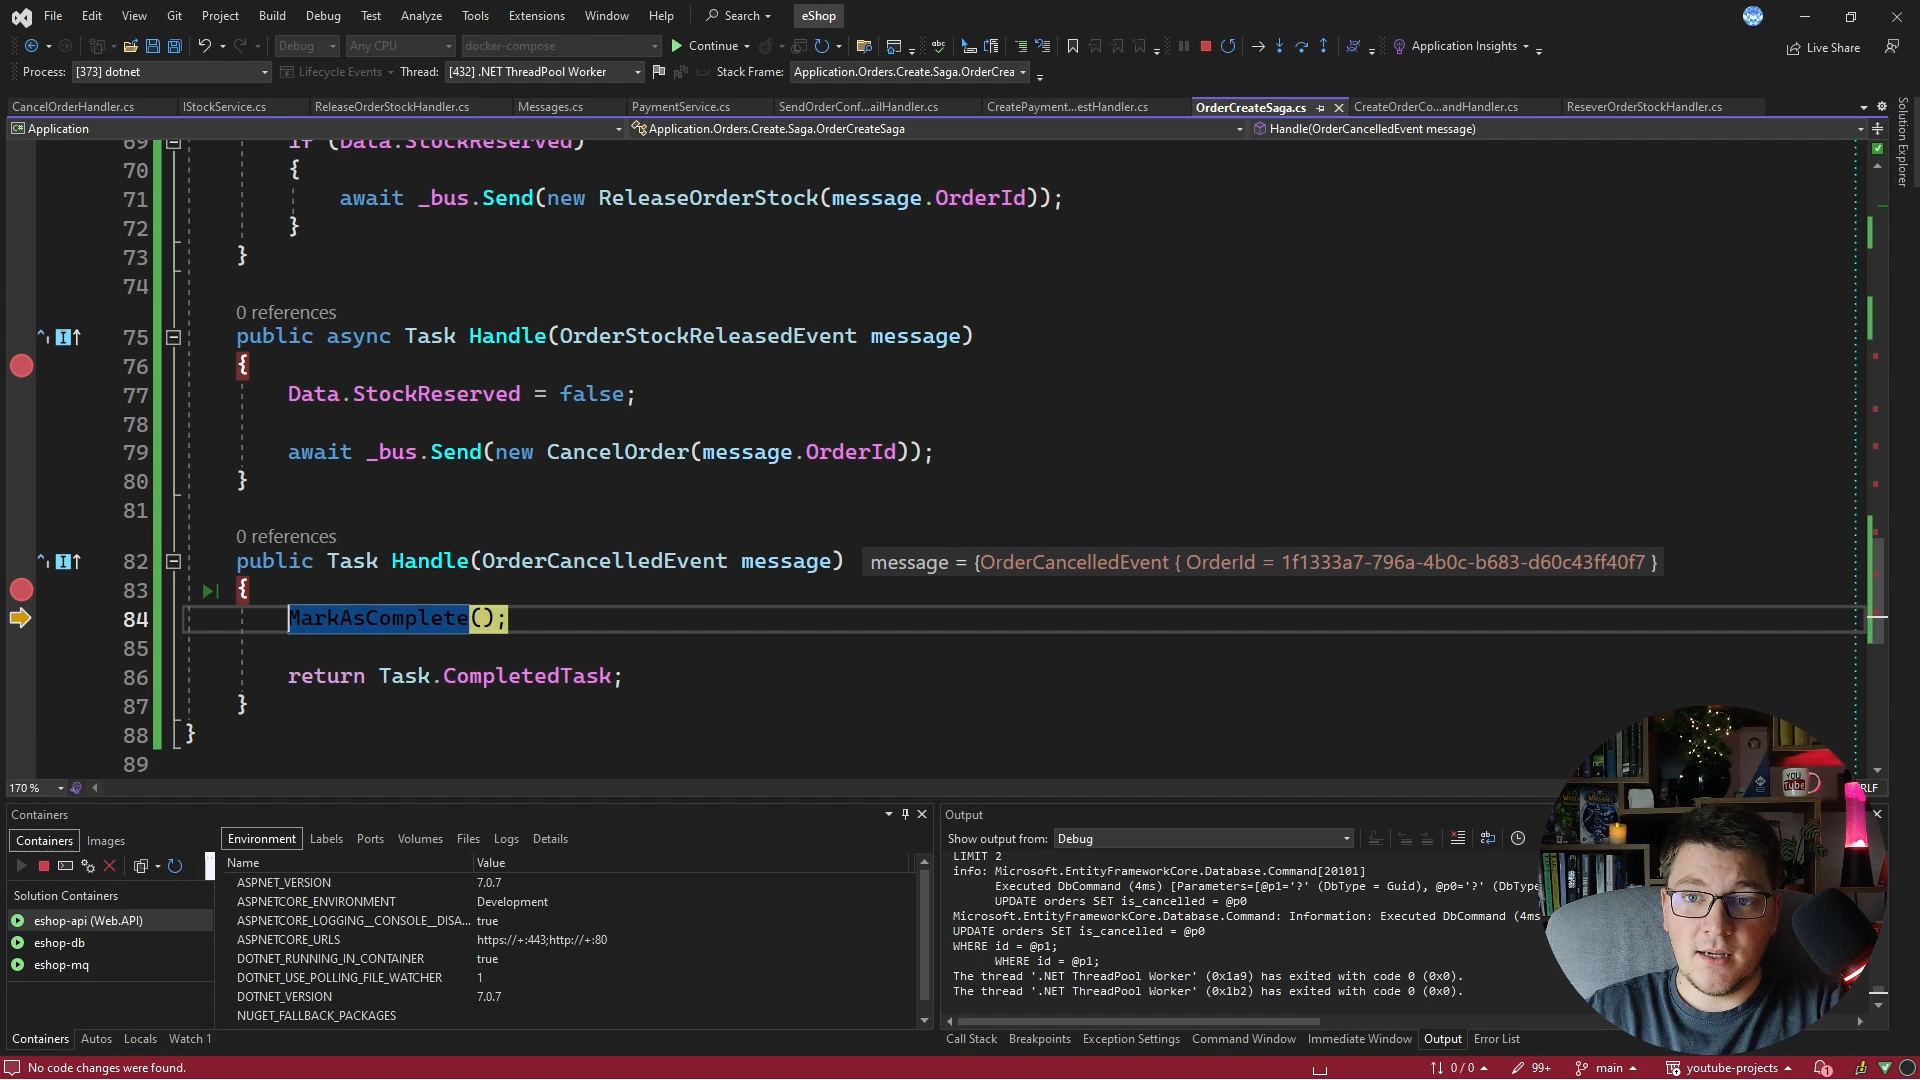 File Edit View Git Project Build Debug Test Analyze Tools Extensions Window Help Search eShop
Debug Any CPU docker-compose Continue Application Insights Live Share
Process: [373] dotnet Lifecycle Events Thread: [432] .NET ThreadPool Worker Stack Frame: Application.Orders.Create.Saga.OrderCrea
CancelOrderHandler.cs IStockService.cs ReleaseOrderStockHandler.cs Messages.cs PaymentService.cs SendOrderConf...ailHandler.cs CreatePayment...estHandler.cs OrderCreateSaga.cs CreateOrderCo...andHandler.cs ReseverOrderStockHandler.cs
Application Application.Orders.Create.Saga.OrderCreateSaga Handle(OrderCancelledEvent message)
Solution Explorer
69 if (Data.StockReserved)
70 {
71 await _bus.Send(new ReleaseOrderStock(message.OrderId));
72 }
73 }
74
0 references
75 public async Task Handle(OrderStockReleasedEvent message)
76 {
77 Data.StockReserved = false;
78
79 await _bus.Send(new CancelOrder(message.OrderId));
80 }
81
0 references
82 public Task Handle(OrderCancelledEvent message) message = {OrderCancelledEvent { OrderId = 1f1333a7-796a-4b0c-b683-d60c43ff40f7 }
83 {
84 MarkAsComplete();
85
86 return Task.CompletedTask;
87 }
88 }
89
170 %
RLF
Containers
Containers Images
Solution Containers
eshop-api (Web.API)
eshop-db
eshop-mq
Environment Labels Ports Volumes Files Logs Details
Name Value
ASPNET_VERSION 7.0.7
ASPNETCORE_ENVIRONMENT Development
ASPNETCORE_LOGGING__CONSOLE__DISA... true
ASPNETCORE_URLS https://+:443;http://+:80
DOTNET_RUNNING_IN_CONTAINER true
DOTNET_USE_POLLING_FILE_WATCHER 1
DOTNET_VERSION 7.0.7
NUGET_FALLBACK_PACKAGES
Containers Autos Locals Watch 1
Output
Show output from: Debug
LIMIT 2
info: Microsoft.EntityFrameworkCore.Database.Command[20101]
Executed DbCommand (4ms) [Parameters=[@p1='?' (DbType = Guid), @p0='?' (DbType
UPDATE orders SET is_cancelled = @p0
Microsoft.EntityFrameworkCore.Database.Command: Information: Executed DbCommand (4ms
UPDATE orders SET is_cancelled = @p0
WHERE id = @p1;
WHERE id = @p1;
The thread '.NET ThreadPool Worker' (0x1a9) has exited with code 0 (0x0).
The thread '.NET ThreadPool Worker' (0x1b2) has exited with code 0 (0x0).
Call Stack Breakpoints Exception Settings Command Window Immediate Window Output Error List
YOU
Tube
No code changes were found. 0 / 0 99+ main youtube-projects 1